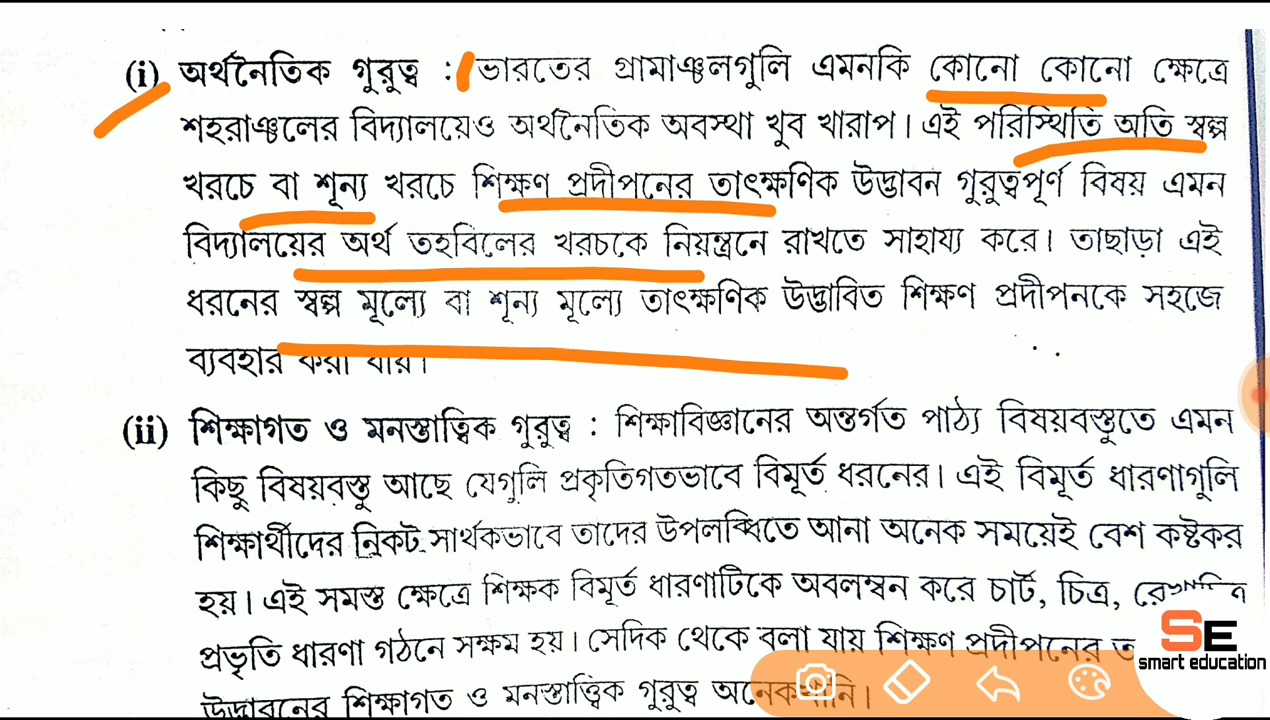 (i) অর্থনৈতিক গুরুত্ব : ভারতের গ্রামাঞ্চলগুলি এমনকি কোনো কোনো ক্ষেত্রে
শহরাঞ্চলের বিদ্যালয়েও অর্থনৈতিক অবস্থা খুব খারাপ। এই পরিস্থিতি অতি স্বল্প
খরচে বা শূন্য খরচে শিক্ষণ প্রদীপনের তাৎক্ষণিক উদ্ভাবন গুরুত্বপূর্ণ বিষয় এমন
বিদ্যালয়ের অর্থ তহবিলের খরচকে নিয়ন্ত্রনে রাখতে সাহায্য করে। তাছাড়া এই
ধরনের স্বল্প মূল্যে বা শূন্য মূল্যে তাৎক্ষণিক উদ্ভাবিত শিক্ষণ প্রদীপনকে সহজে
ব্যবহার করা যায়।
(ii) শিক্ষাগত ও মনস্তাত্বিক গুরুত্ব : শিক্ষাবিজ্ঞানের অন্তর্গত পাঠ্য বিষয়বস্তুতে এমন
কিছু বিষয়বস্তু আছে যেগুলি প্রকৃতিগতভাবে বিমূর্ত ধরনের। এই বিমূর্ত ধারণাগুলি
শিক্ষার্থীদের নিকট সার্থকভাবে তাদের উপলব্ধিতে আনা অনেক সময়েই বেশ কষ্টকর
হয়। এই সমস্ত ক্ষেত্রে শিক্ষক বিমূর্ত ধারণাটিকে অবলম্বন করে চার্ট, চিত্র,
প্রভৃতি ধারণা গঠনে সক্ষম হয়। সেদিক থেকে বলা যায় শিক্ষণ প্রদীপনের
উদ্ভাবনের শিক্ষাগত ও মনস্তাত্ত্বিক গুরুত্ব অনেকখানি।
SE
smart education